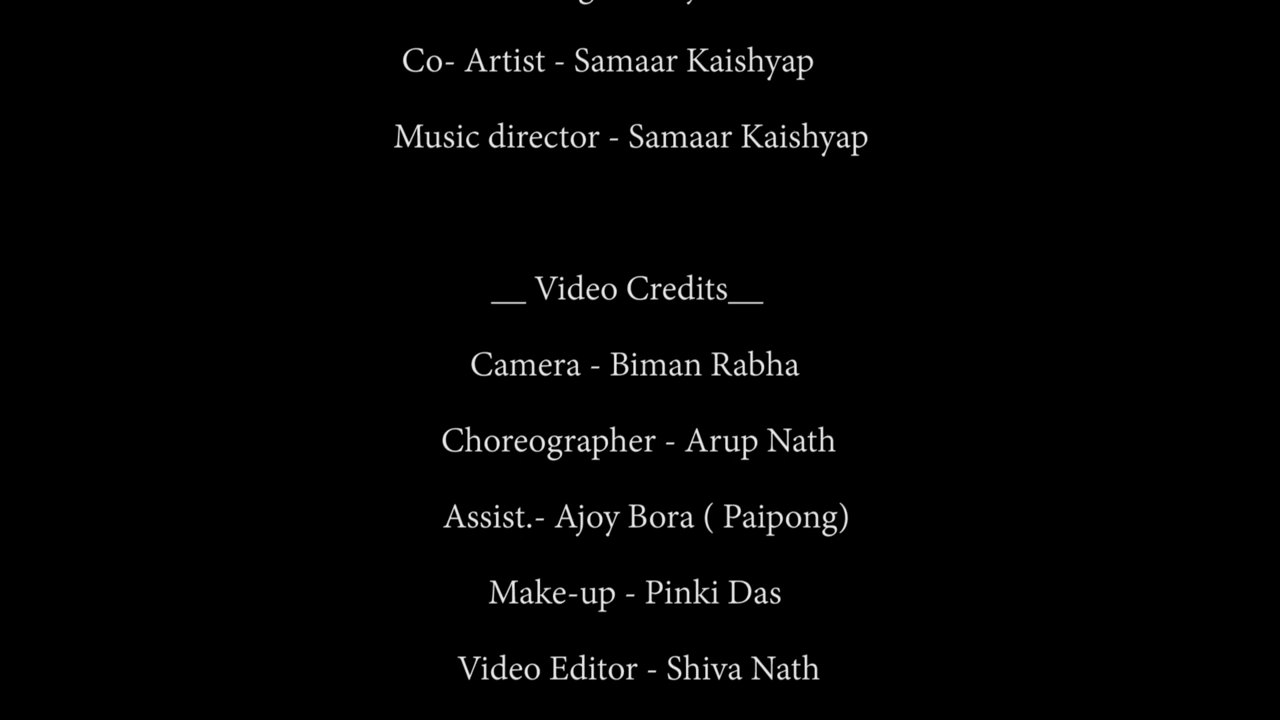 Co- Artist - Samaar Kaishyap
Music director - Samaar Kaishyap
__ Video Credits__
Camera - Biman Rabha
Choreographer - Arup Nath
Assist.- Ajoy Bora ( Paipong)
Make-up - Pinki Das
Video Editor - Shiva Nath